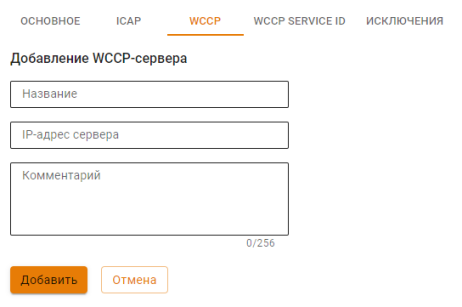 ОСНОВНОЕ ICAP WCCP WCCP SERVICE ID ИСКЛЮЧЕНИЯ
Добавление WCCP-сервера
Название
IP-адрес сервера
Комментарий
0/256
Добавить Отмена